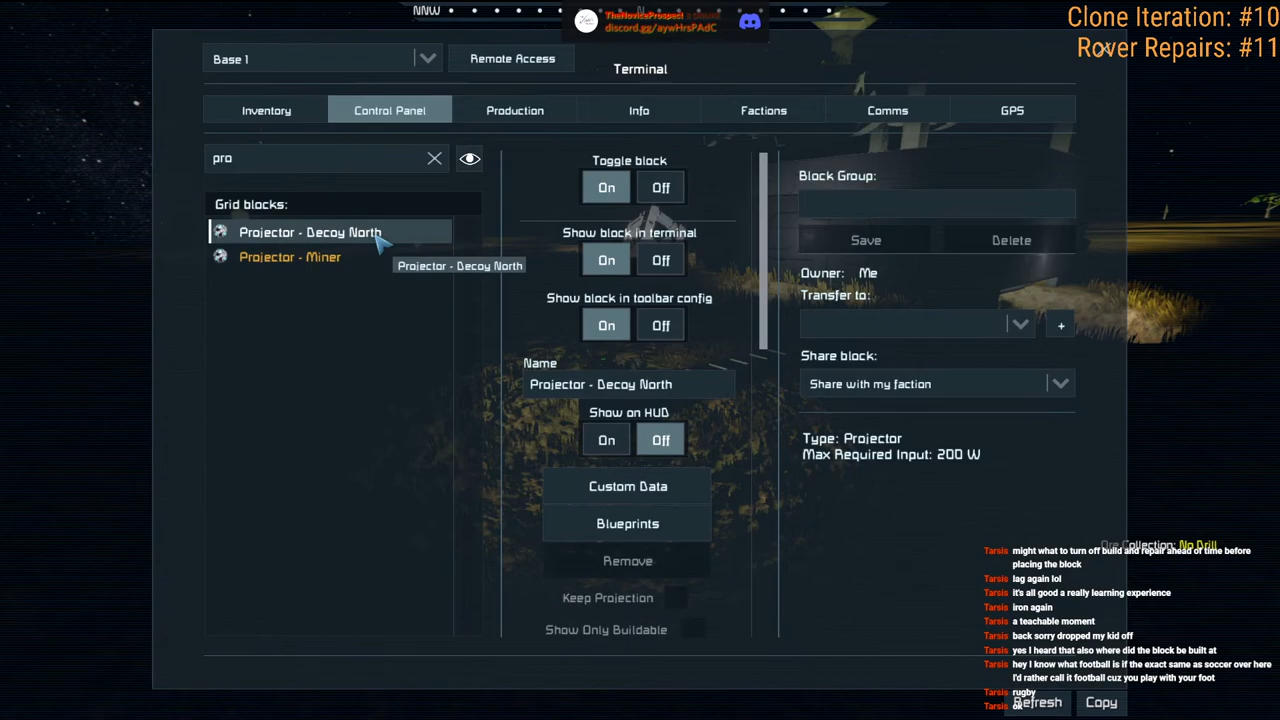 NNW
Clone Iteration: #10
Rover Repairs: #11
TheNoviceProspect
discord.gg/aywHrsPAdC
Base 1
Remote Access
Terminal
Inventory
Control Panel
Production
Info
Factions
Comms
GPS
pro
Grid blocks:
Projector - Decoy North
Projector - Miner
Projector - Decoy North
Toggle block
On Off
Show block in terminal
On Off
Show block in toolbar config
On Off
Name
Projector - Decoy North
Show on HUD
On Off
Custom Data
Blueprints
Remove
Keep Projection
Show Only Buildable
Block Group:
Save Delete
Owner: Me
Transfer to:
+
Share block:
Share with my faction
Type: Projector
Max Required Input: 200 W
Ore Collection: No Drill
Tarsis might what to turn off build and repair ahead of time before
placing the block
Tarsis lag again lol
Tarsis it's all good a really learning experience
Tarsis iron again
Tarsis a teachable moment
Tarsis back sorry dropped my kid off
Tarsis yes I heard that also where did the block be built at
Tarsis hey I know what football is if the exact same as soccer over here
I'd rather call it football cuz you play with your foot
Tarsis rugby
Tarsis ok
Refresh Copy